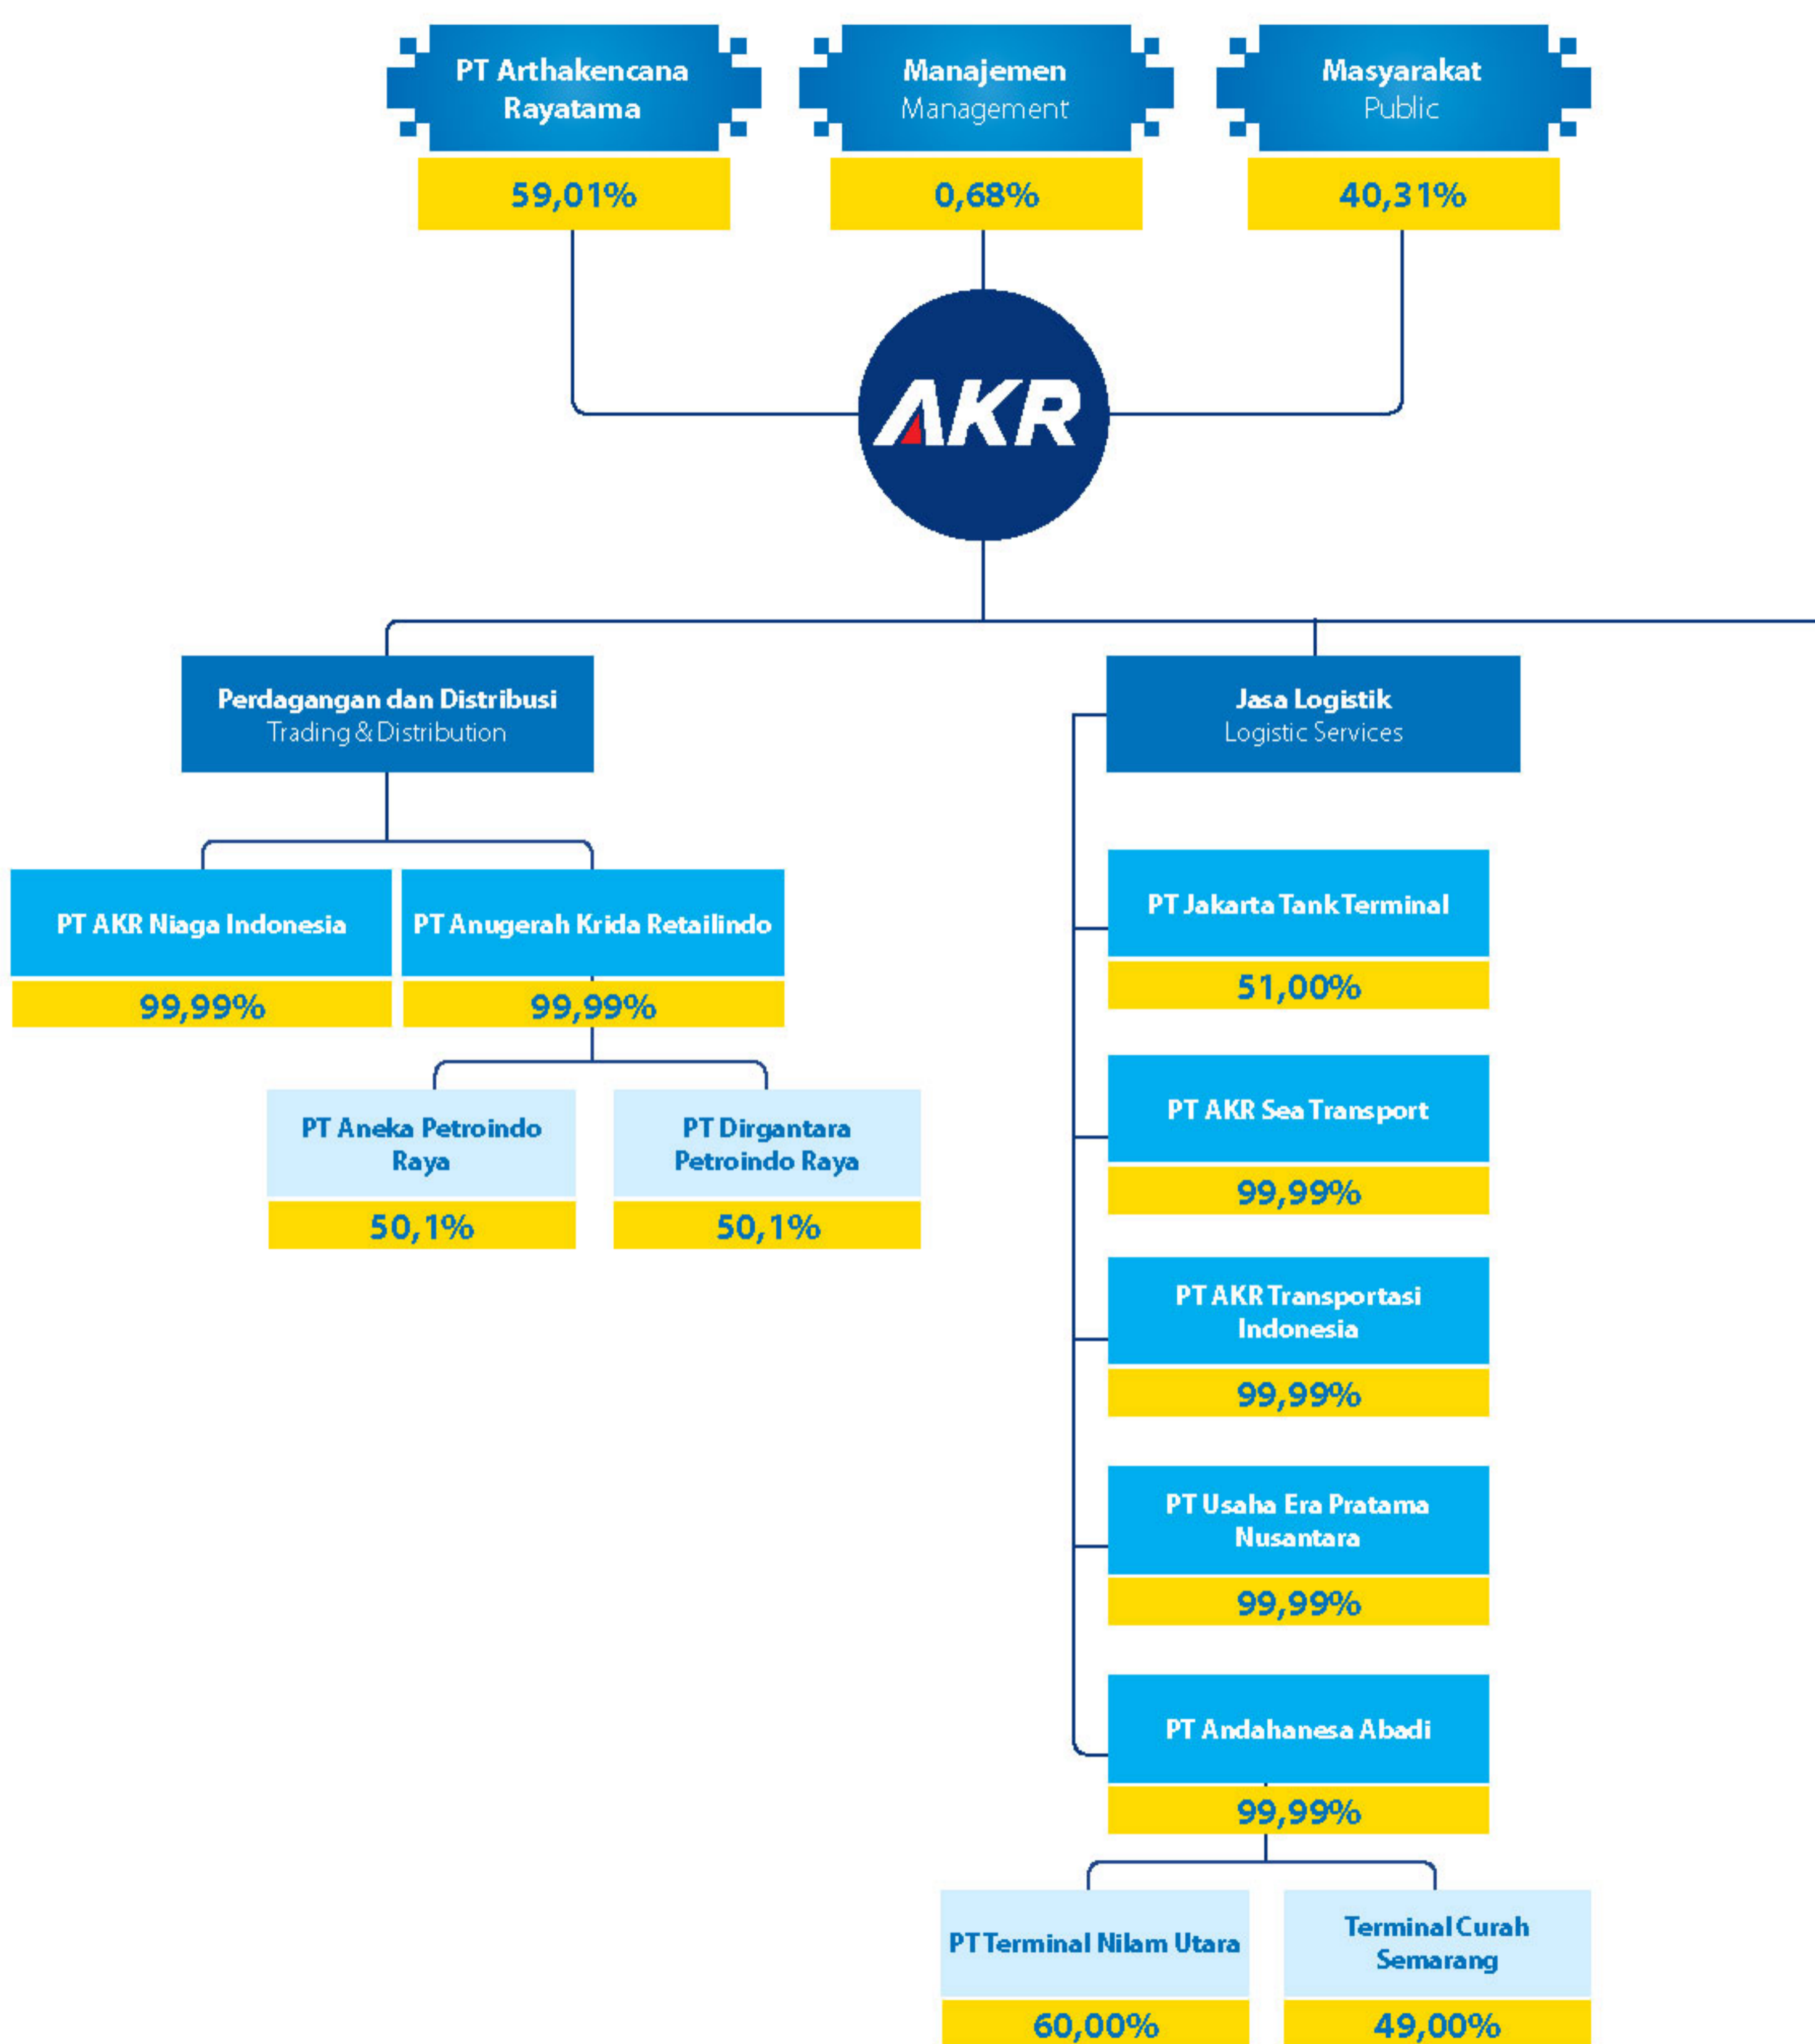 PT Arthakencana
Rayatama
59,01%
Manajemen
Management
0,68%
Masyarakat
Public
40,31%
AKR
Perdagangan dan Distribusi
Trading & Distribution
PT AKR Niaga Indonesia
99,99%
PT Anugerah Krida Retailindo
99,99%
PT Aneka Petroindo
Raya
50,1%
PT Dirgantara
Petroindo Raya
50,1%
Jasa Logistik
Logistic Services
PT Jakarta Tank Terminal
51,00%
PT AKR Sea Transport
99,99%
PT AKR Transportasi
Indonesia
99,99%
PT Usaha Era Pratama
Nusantara
99,99%
PT Andahanesa Abadi
99,99%
PT Terminal Nilam Utara
60,00%
Terminal Curah
Semarang
49,00%